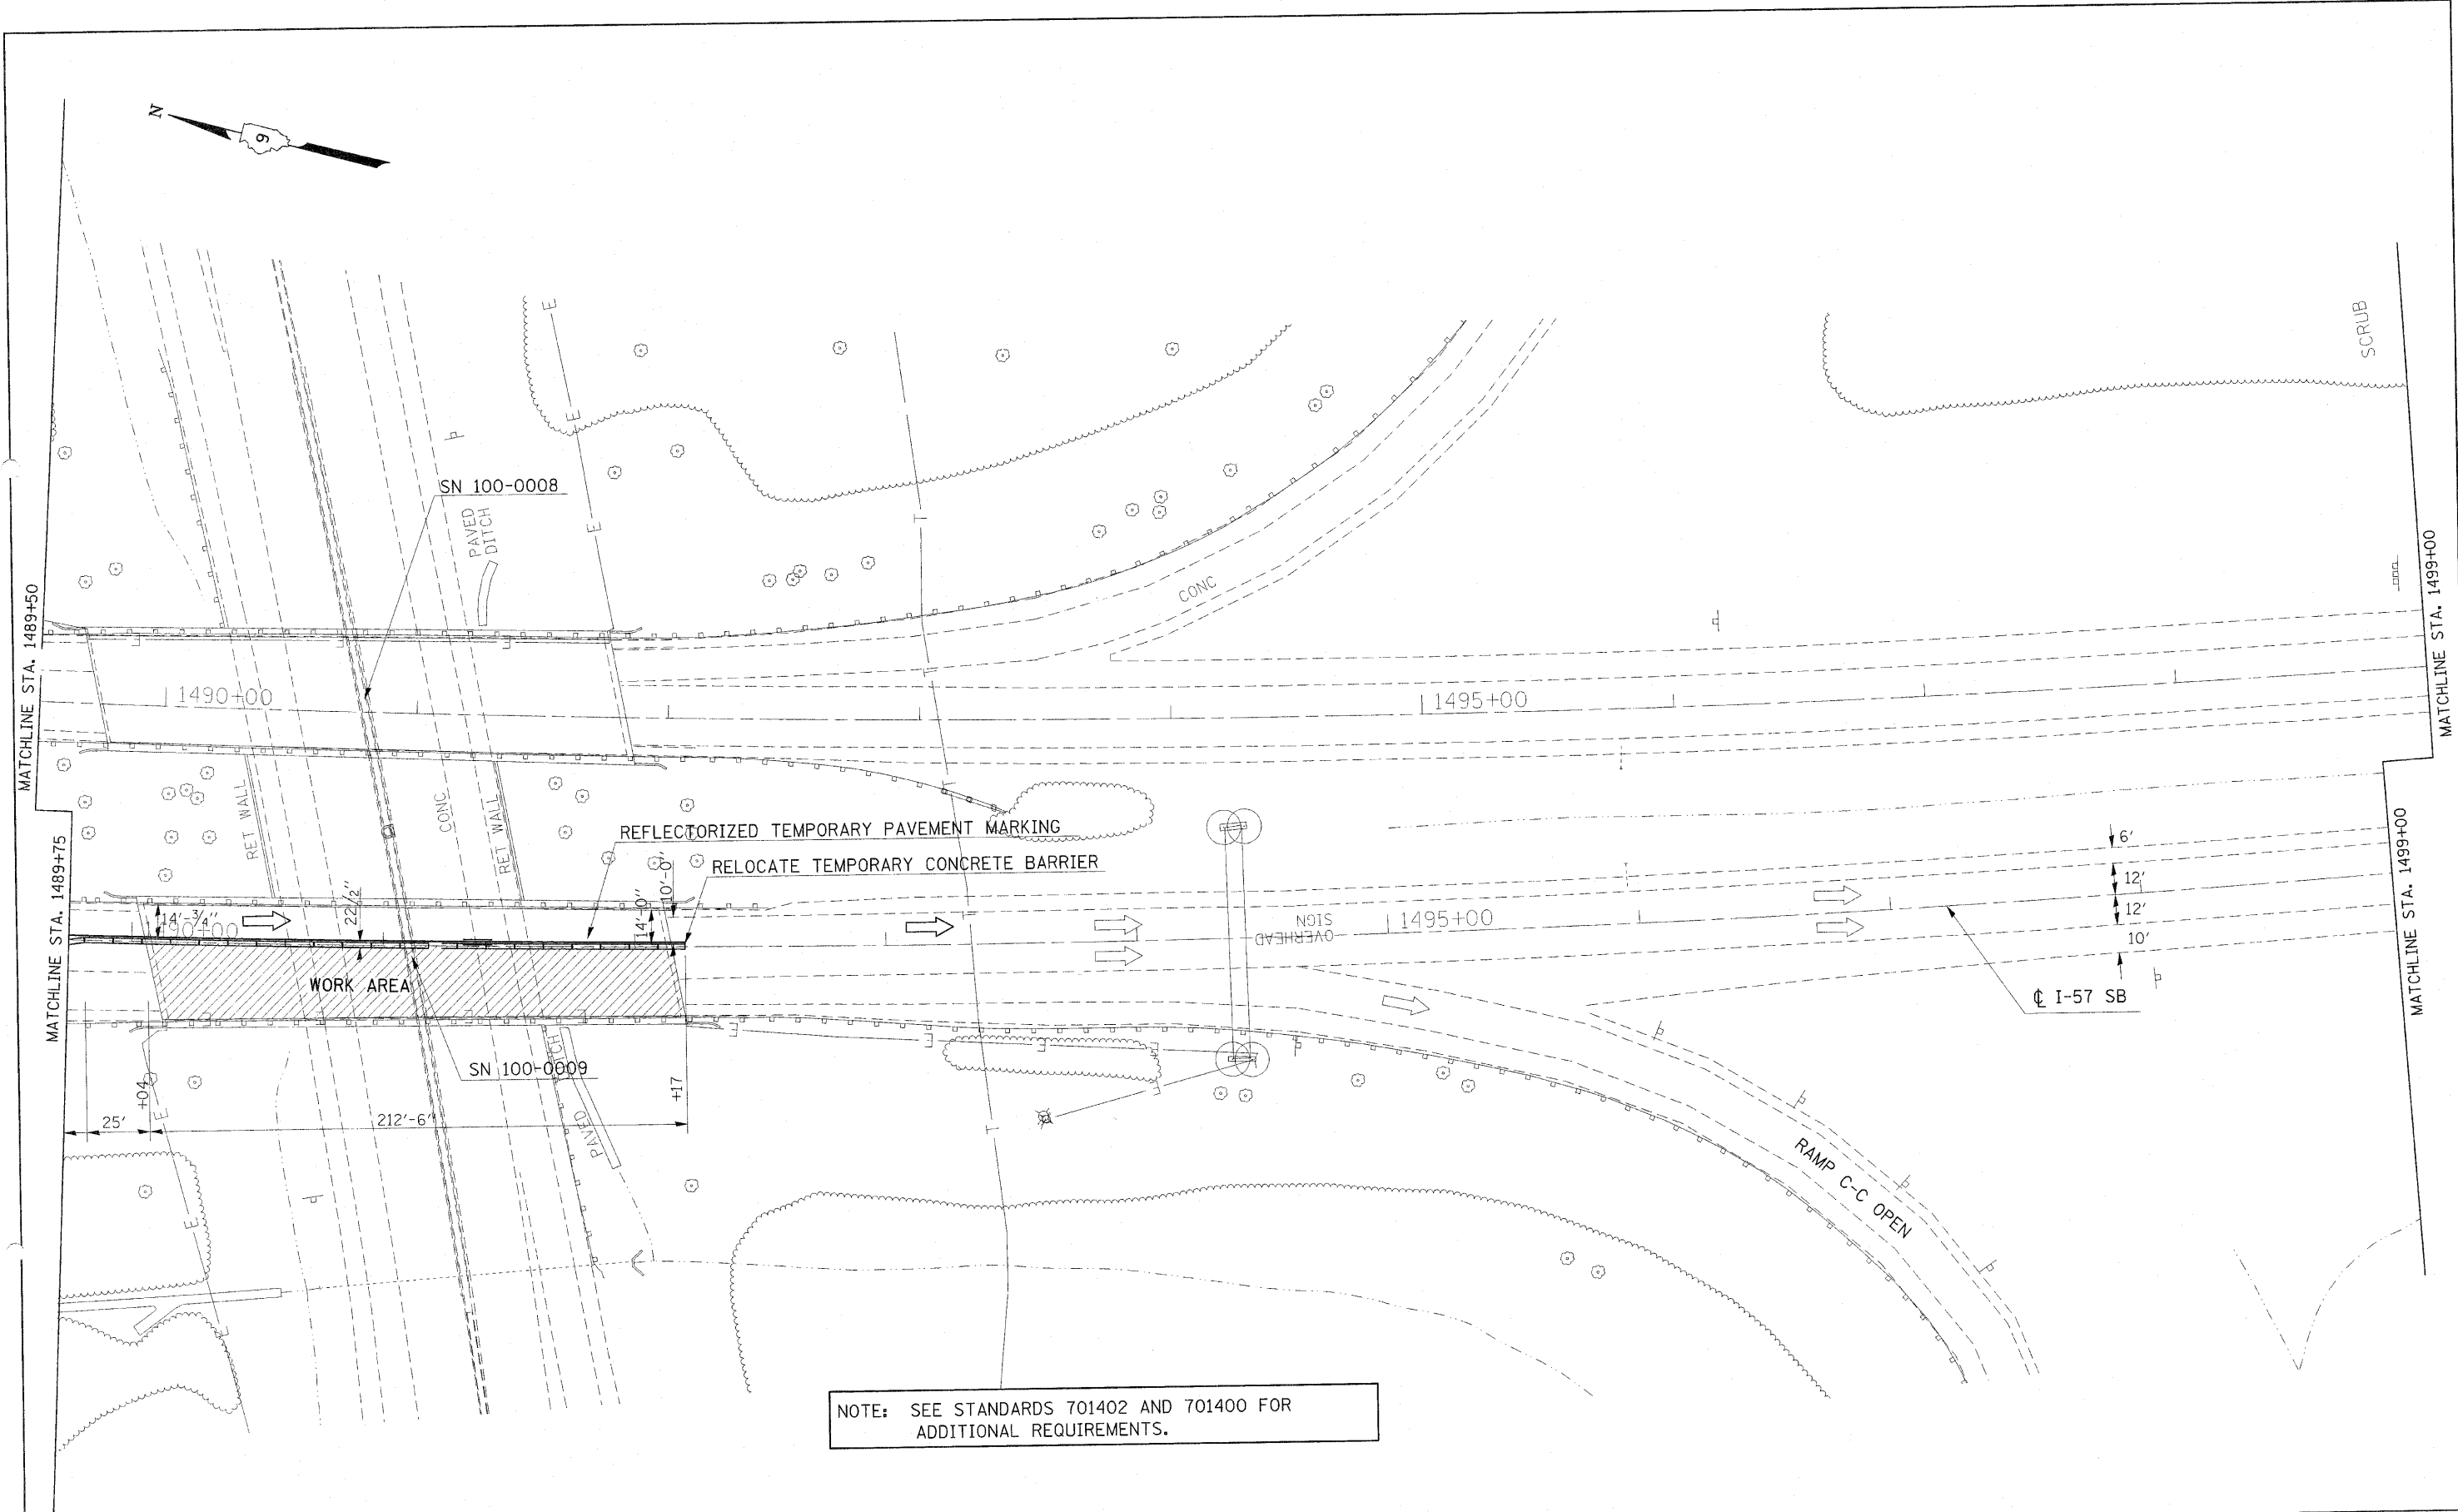 N
6
SCRUB
E
E
E
SN 100-0008
PAVED
DITCH
T
CONC
T
MATCHLINE STA. 1489+50
MATCHLINE STA. 1499+00
1490+00
1495+00
RET WALL
CONC
RET WALL
T
REFLECTORIZED TEMPORARY PAVEMENT MARKING
RELOCATE TEMPORARY CONCRETE BARRIER
6'
12'
12'
10'
MATCHLINE STA. 1489+75
MATCHLINE STA. 1499+00
14'-3/4"
22 1/2"
14'-0"
10'-0"
1490+00
1495+00
OVERHEAD
SIGN
WORK AREA
₵ I-57 SB
SN 100-0009
PAVED
DITCH
+04
+17
25'
212'-6"
E
T
E
E
RAMP C-C OPEN
NOTE: SEE STANDARDS 701402 AND 701400 FOR
ADDITIONAL REQUIREMENTS.